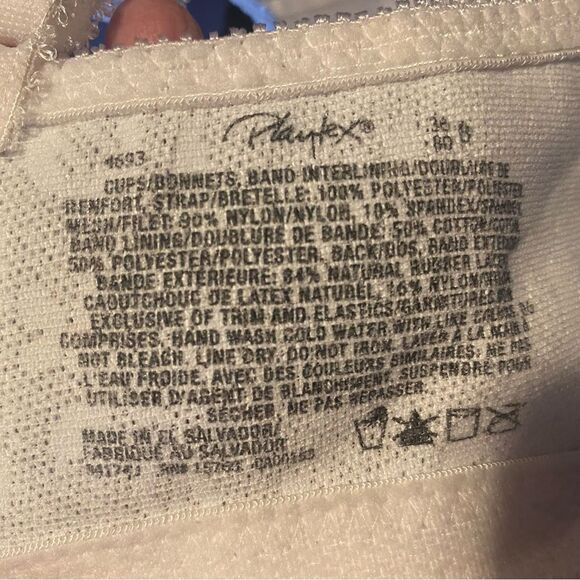 Playtex®
4693
CUPS/BONNETS, BAND INTERLINING/DOUBLURE DE
RENFORT, STRAP/BRETELLE: 100% POLYESTER/POLYESTER
MESH/FILET: 90% NYLON/NYLON, 10% SPANDEX/SPANDEX
BAND LINING/DOUBLURE DE BANDE: 50% COTTON/COTON
50% POLYESTER/POLYESTER, BACK/DOS, BAND EXTERIOR
BANDE EXTÉRIEURE: 84% NATURAL RUBBER LATEX
CAOUTCHOUC DE LATEX NATUREL, 16% NYLON/NYLON
EXCLUSIVE OF TRIM AND ELASTICS/GARNITURES
COMPRISES, HAND WASH COLD WATER WITH LIKE COLORS, DO
NOT BLEACH, LINE DRY, DO NOT IRON, LAVER À LA MAIN À
L'EAU FROIDE, AVEC DES COULEURS SIMILAIRES; NE PAS
UTILISER D'AGENT DE BLANCHIMENT, SUSPENDRE POUR
SÉCHER, NE PAS REPASSER.
MADE IN EL SALVADOR/
FABRIQUÉ AU SALVADOR
RN# 15763